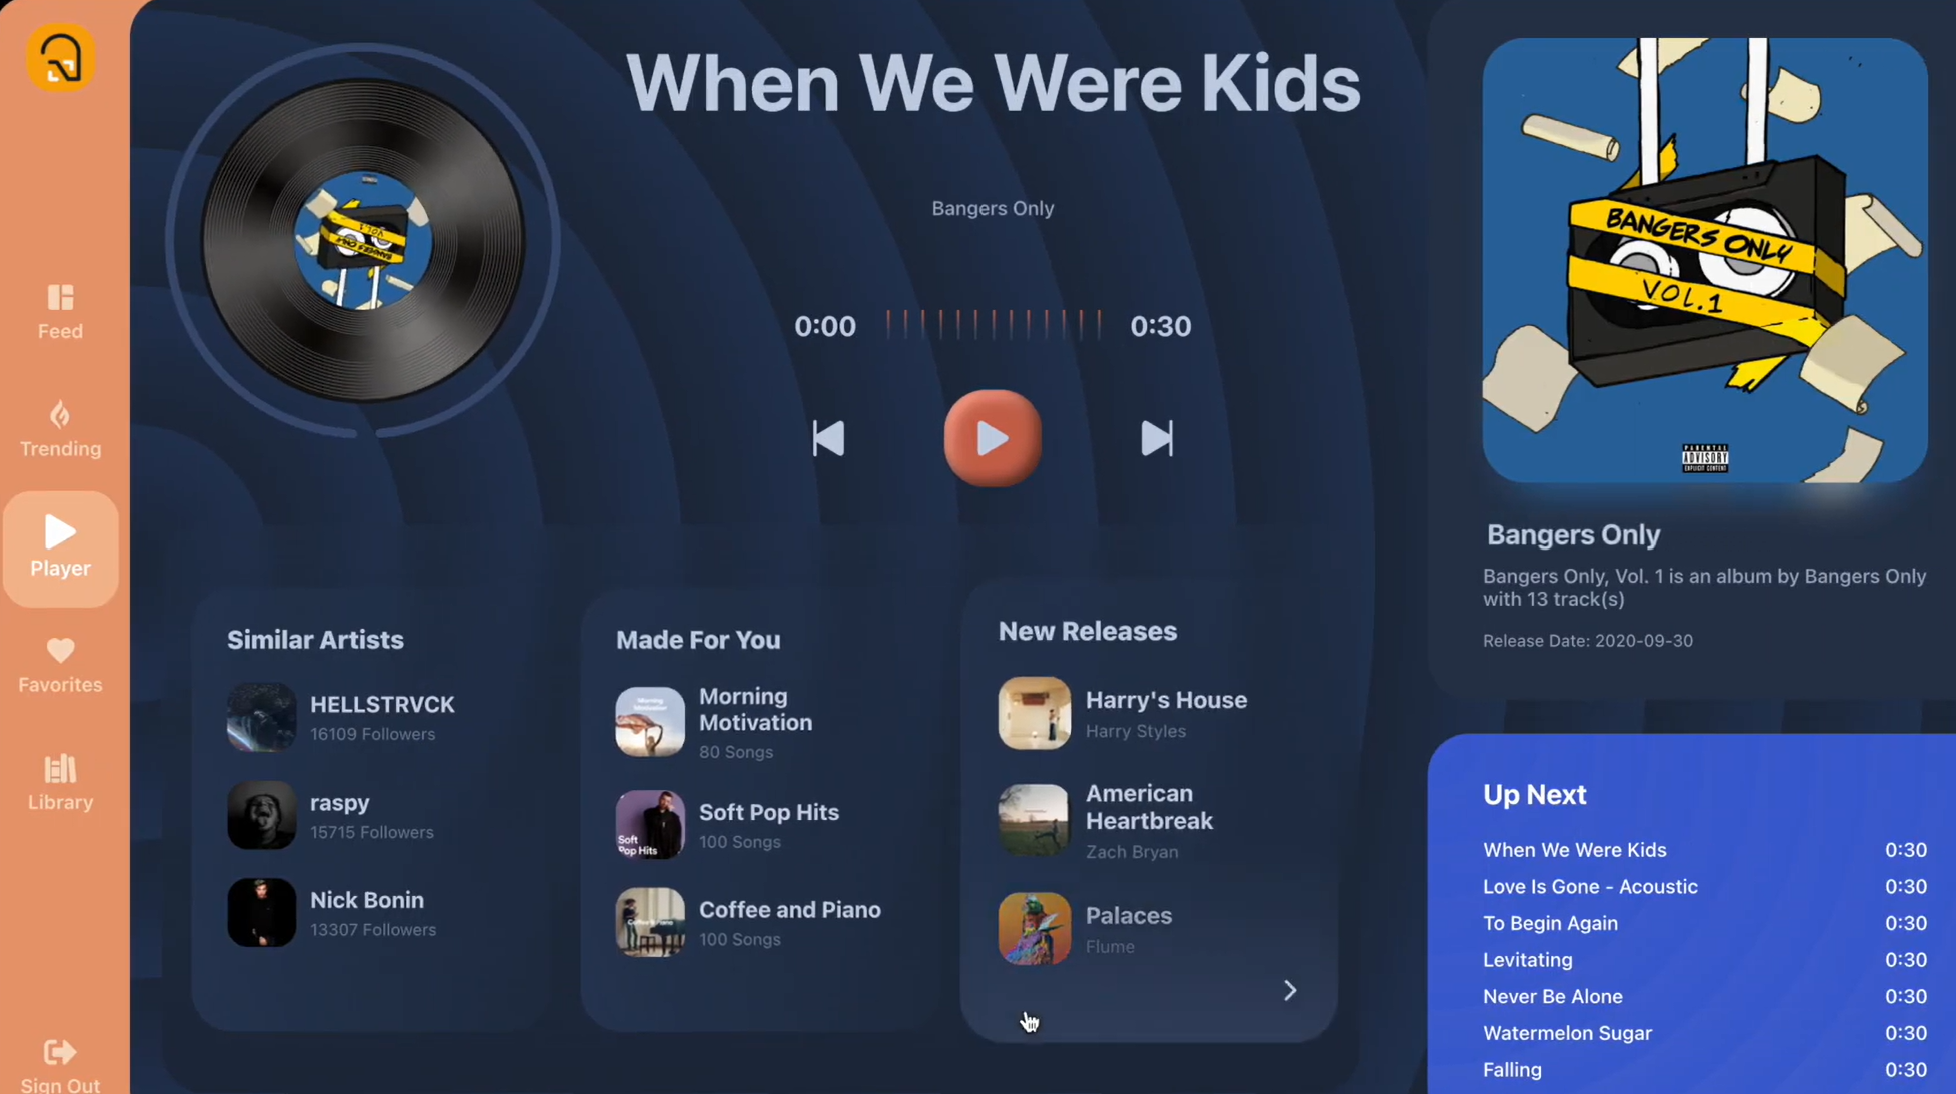 Feed
Trending
Player
Favorites
Library
Sign Out
When We Were Kids
Bangers Only
0:00
0:30
Similar Artists
HELLSTRVCK
16109 Followers
raspy
15715 Followers
Nick Bonin
13307 Followers
Made For You
Morning Motivation
Morning
Motivation
80 Songs
Soft
Pop Hits
Soft Pop Hits
100 Songs
Coffee and Piano
100 Songs
New Releases
Harry's House
Harry Styles
American
Heartbreak
Zach Bryan
Palaces
Flume
BANGERS ONLY
VOL.1
PARENTAL
ADVISORY
EXPLICIT CONTENT
Bangers Only
Bangers Only, Vol. 1 is an album by Bangers Only
with 13 track(s)
Release Date: 2020-09-30
Up Next
When We Were Kids 0:30
Love Is Gone - Acoustic 0:30
To Begin Again 0:30
Levitating 0:30
Never Be Alone 0:30
Watermelon Sugar 0:30
Falling 0:30